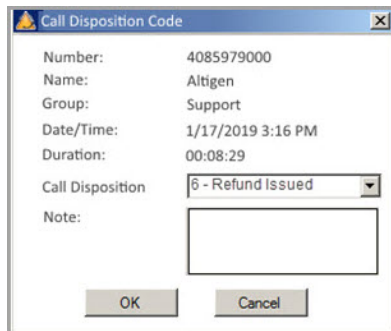 Call Disposition Code
Number: 4085979000
Name: Altigen
Group: Support
Date/Time: 1/17/2019 3:16 PM
Duration: 00:08:29
Call Disposition 6 - Refund Issued
Note:
OK Cancel